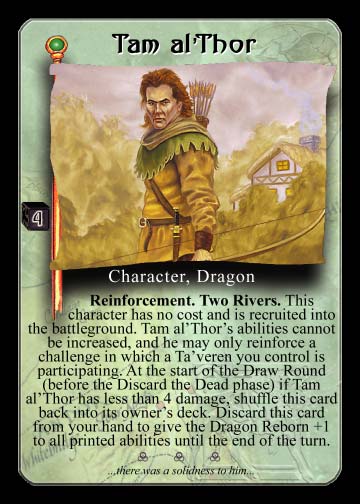 Tam al'Thor
4
Character, Dragon
Reinforcement. Two Rivers. This
character has no cost and is recruited into
the battleground. Tam al'Thor's abilities cannot
be increased, and he may only reinforce a
challenge in which a Ta'veren you control is
participating. At the start of the Draw Round
(before the Discard the Dead phase) if Tam
al'Thor has less than 4 damage, shuffle this card
back into its owner's deck. Discard this card
from your hand to give the Dragon Reborn +1
to all printed abilities until the end of the turn.
...there was a solidness to him...